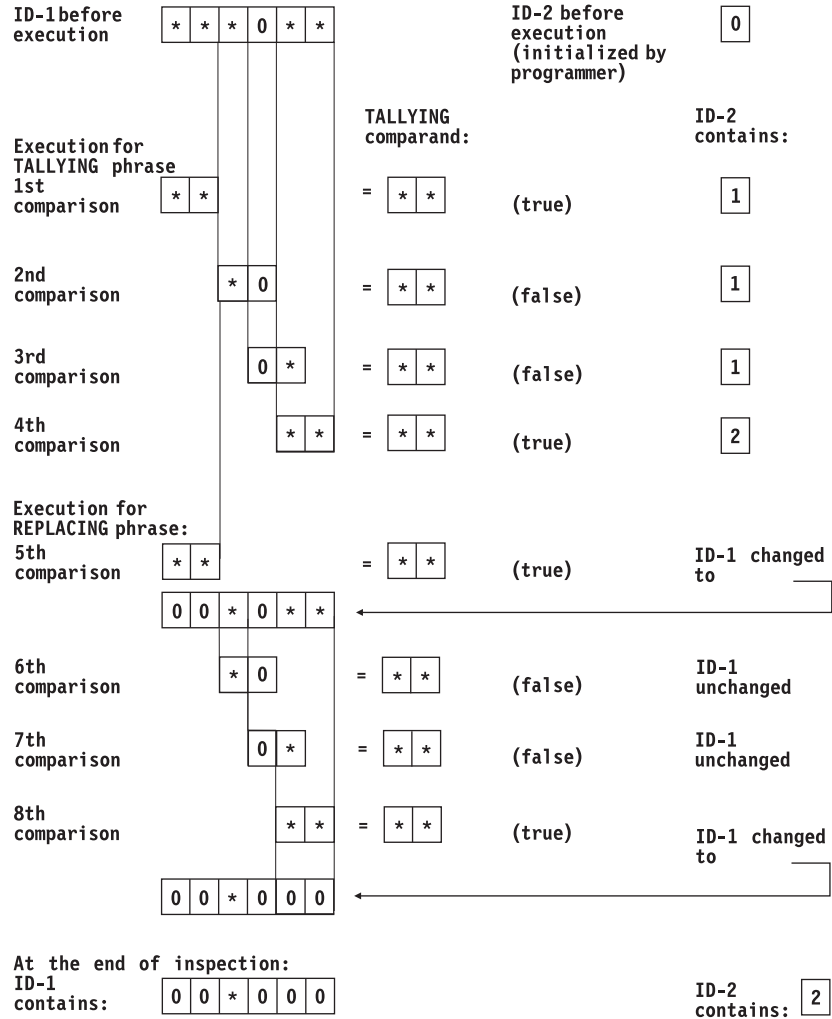 ID-1 before execution * * * 0 * * ID-2 before execution (initialized by programmer) 0
TALLYING comparand: ID-2 contains:
Execution for
TALLYING phrase
1st comparison * * = * * (true) 1
2nd comparison * 0 = * * (false) 1
3rd comparison 0 * = * * (false) 1
4th comparison * * = * * (true) 2
Execution for
REPLACING phrase:
5th comparison * * = * * (true) ID-1 changed to
0 0 * 0 * *
6th comparison * 0 = * * (false) ID-1 unchanged
7th comparison 0 * = * * (false) ID-1 unchanged
8th comparison * * = * * (true) ID-1 changed to
0 0 * 0 0 0
At the end of inspection:
ID-1 contains: 0 0 * 0 0 0 ID-2 contains: 2